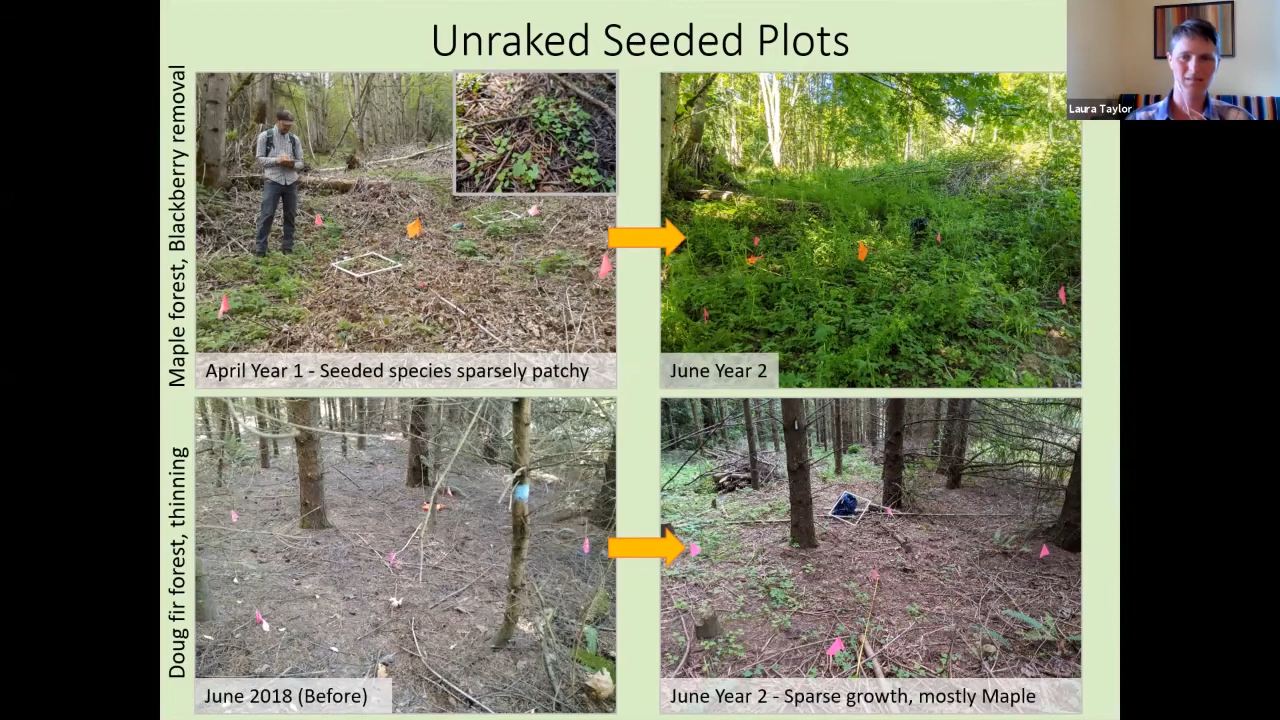 Unraked Seeded Plots
Laura Taylor
Maple forest, Blackberry removal
April Year 1 - Seeded species sparsely patchy
June Year 2
Doug fir forest, thinning
June 2018 (Before)
June Year 2 - Sparse growth, mostly Maple